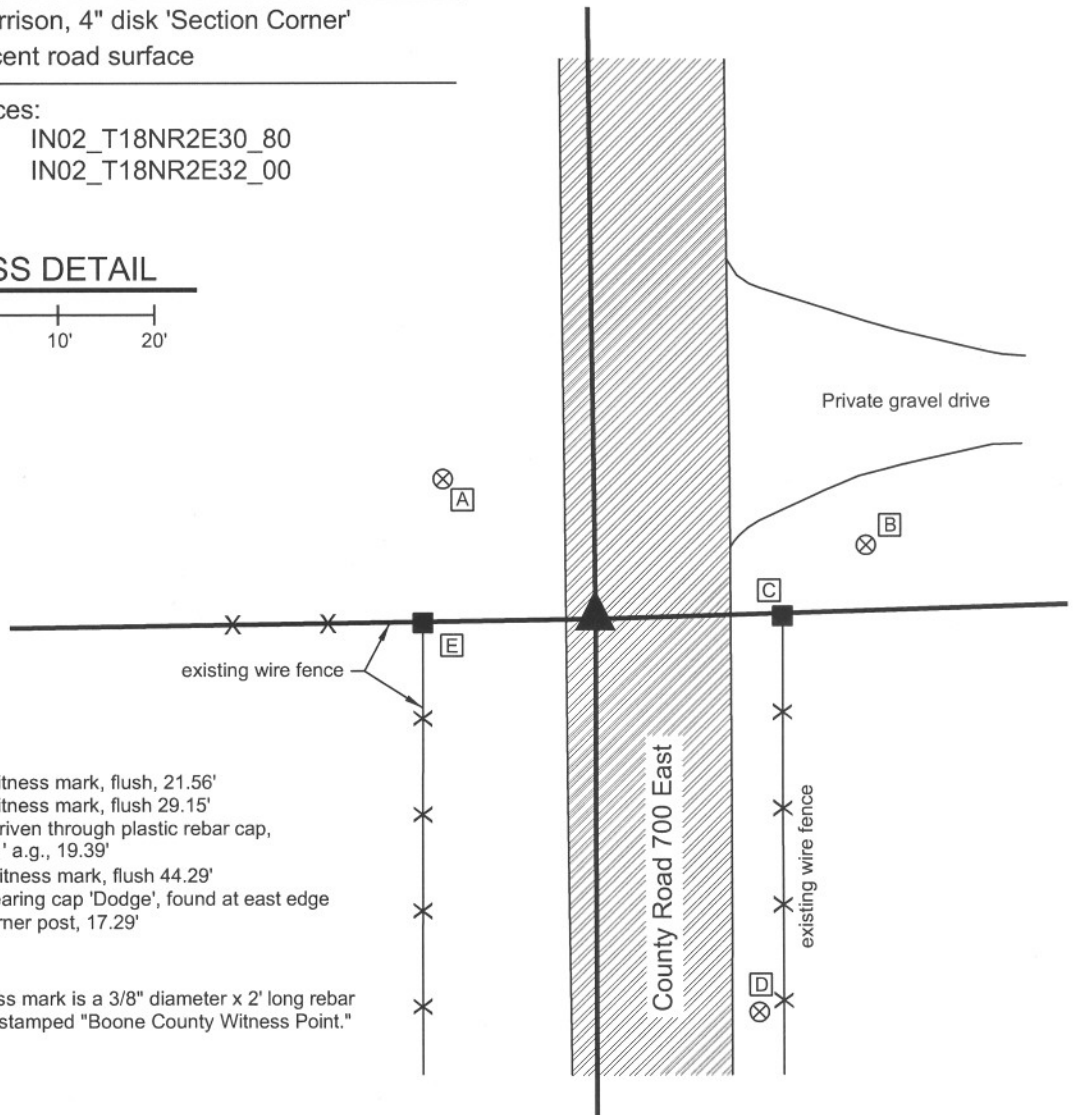 rrison, 4" disk 'Section Corner'
cent road surface
ces:
IN02_T18NR2E30_80
IN02_T18NR2E32_00
SS DETAIL
10' 20'
Private gravel drive
A
B
C
E
existing wire fence
itness mark, flush, 21.56'
itness mark, flush 29.15'
riven through plastic rebar cap,
' a.g., 19.39'
itness mark, flush 44.29'
earing cap 'Dodge', found at east edge
rner post, 17.29'
County Road 700 East
existing wire fence
D
ss mark is a 3/8" diameter x 2' long rebar
stamped "Boone County Witness Point."